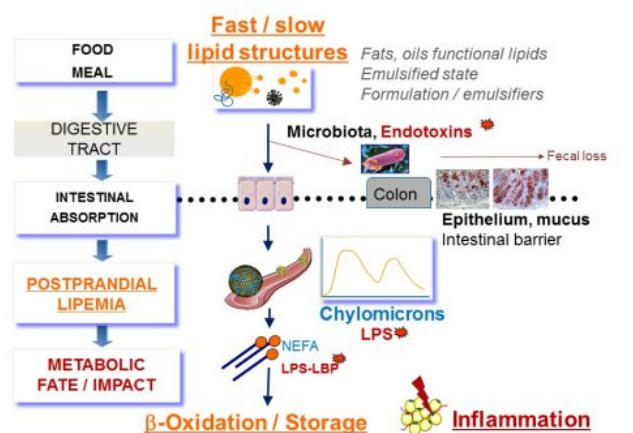 FOOD
MEAL
DIGESTIVE
TRACT
INTESTINAL
ABSORPTION
POSTPRANDIAL
LIPEMIA
METABOLIC
FATE / IMPACT
Fast / slow
lipid structures
Fats, oils functional lipids
Emulsified state
Formulation / emulsifiers
Microbiota, Endotoxins
Fecal loss
Colon
Epithelium, mucus
Intestinal barrier
Chylomicrons
LPS
NEFA
LPS-LBP
β-Oxidation / Storage
Inflammation